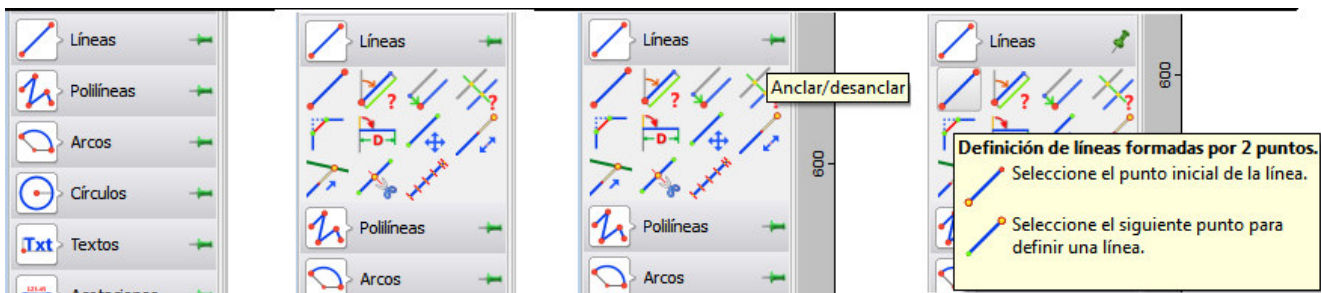 Líneas
Polilíneas
Arcos
Círculos
Txt Textos
Líneas
?
?
D
Polilíneas
Arcos
Líneas
?
Anclar/desanclar
D
600
Polilíneas
Arcos
Líneas
?
?
600
Definición de líneas formadas por 2 puntos.
Seleccione el punto inicial de la línea.
Seleccione el siguiente punto para
definir una línea.